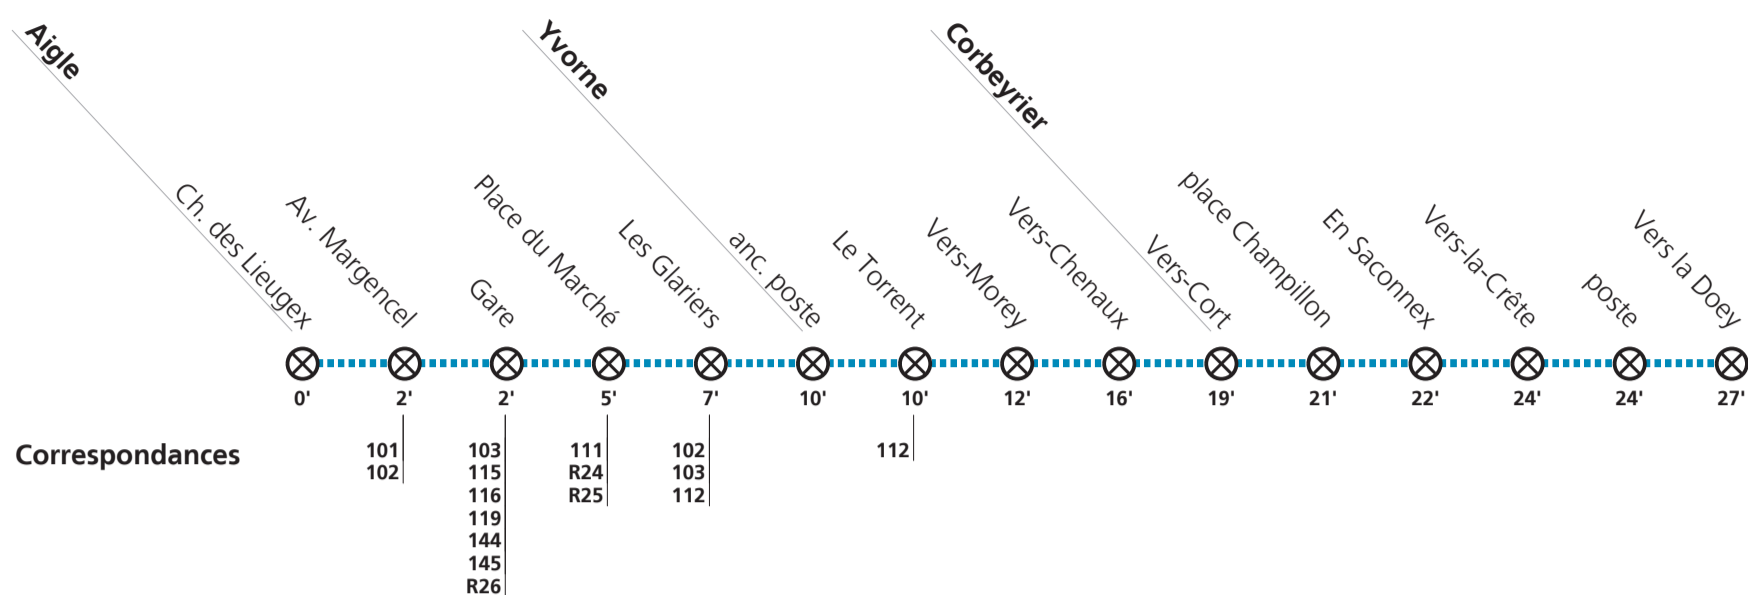 Aigle
Yvorne
Corbeyrier
Ch. des Lieugex
Av. Margencel
Gare
Place du Marché
Les Glariers
anc. poste
Le Torrent
Vers-Morey
Vers-Chenaux
Vers-Cort
place Champillon
En Saconnex
Vers-la-Crête
poste
Vers la Doey
0' 2' 2' 5' 7' 10' 10' 12' 16' 19' 21' 22' 24' 24' 27'
Correspondances
101
102
103
115
116
119
144
145
R26
111
R24
R25
102
103
112
112